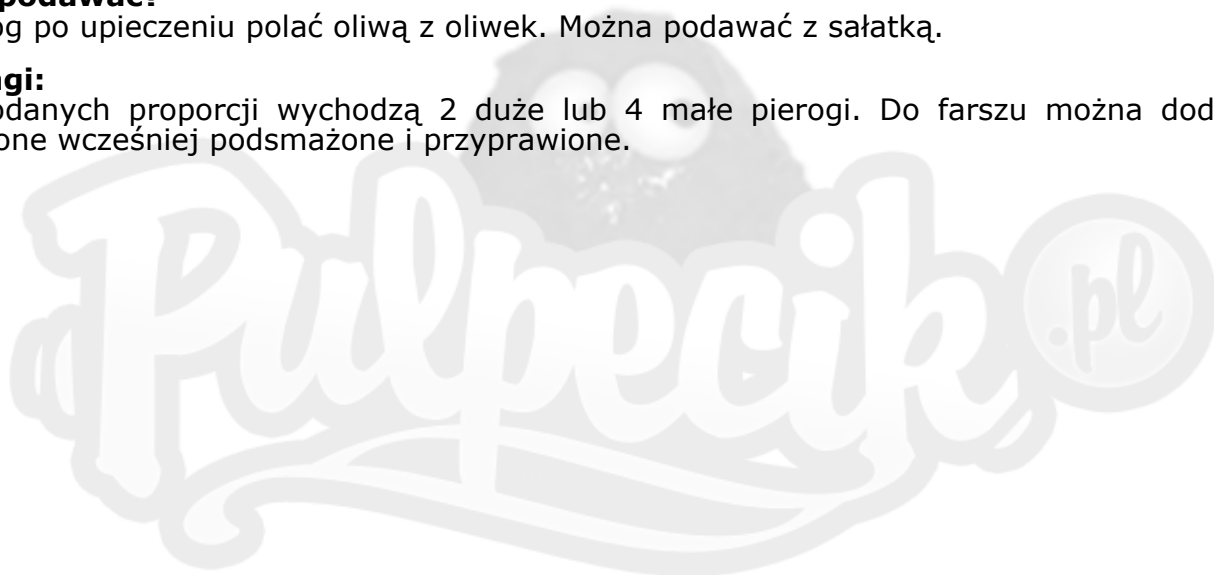 podawać?
óg po upieczeniu polać oliwą z oliwek. Można podawać z sałatką.
gi:
odanych proporcji wychodzą 2 duże lub 4 małe pierogi. Do farszu można dod
one wcześniej podsmażone i przyprawione.
Pulpecik.pl